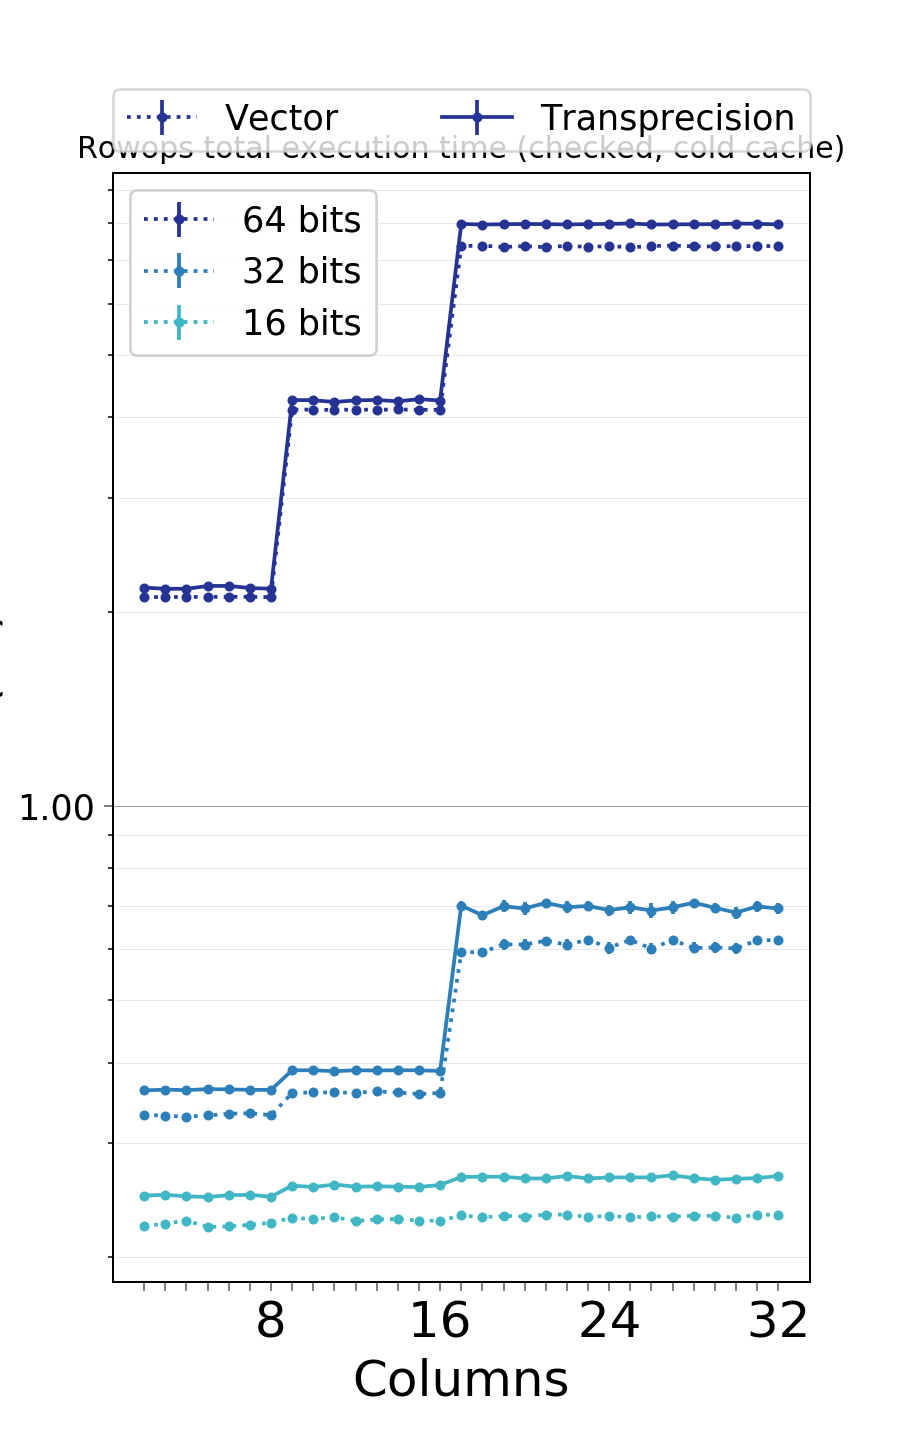 Vector Transprecision
Rowops total execution time (checked, cold cache)
64 bits
32 bits
16 bits
1.00
8 16 24 32
Columns